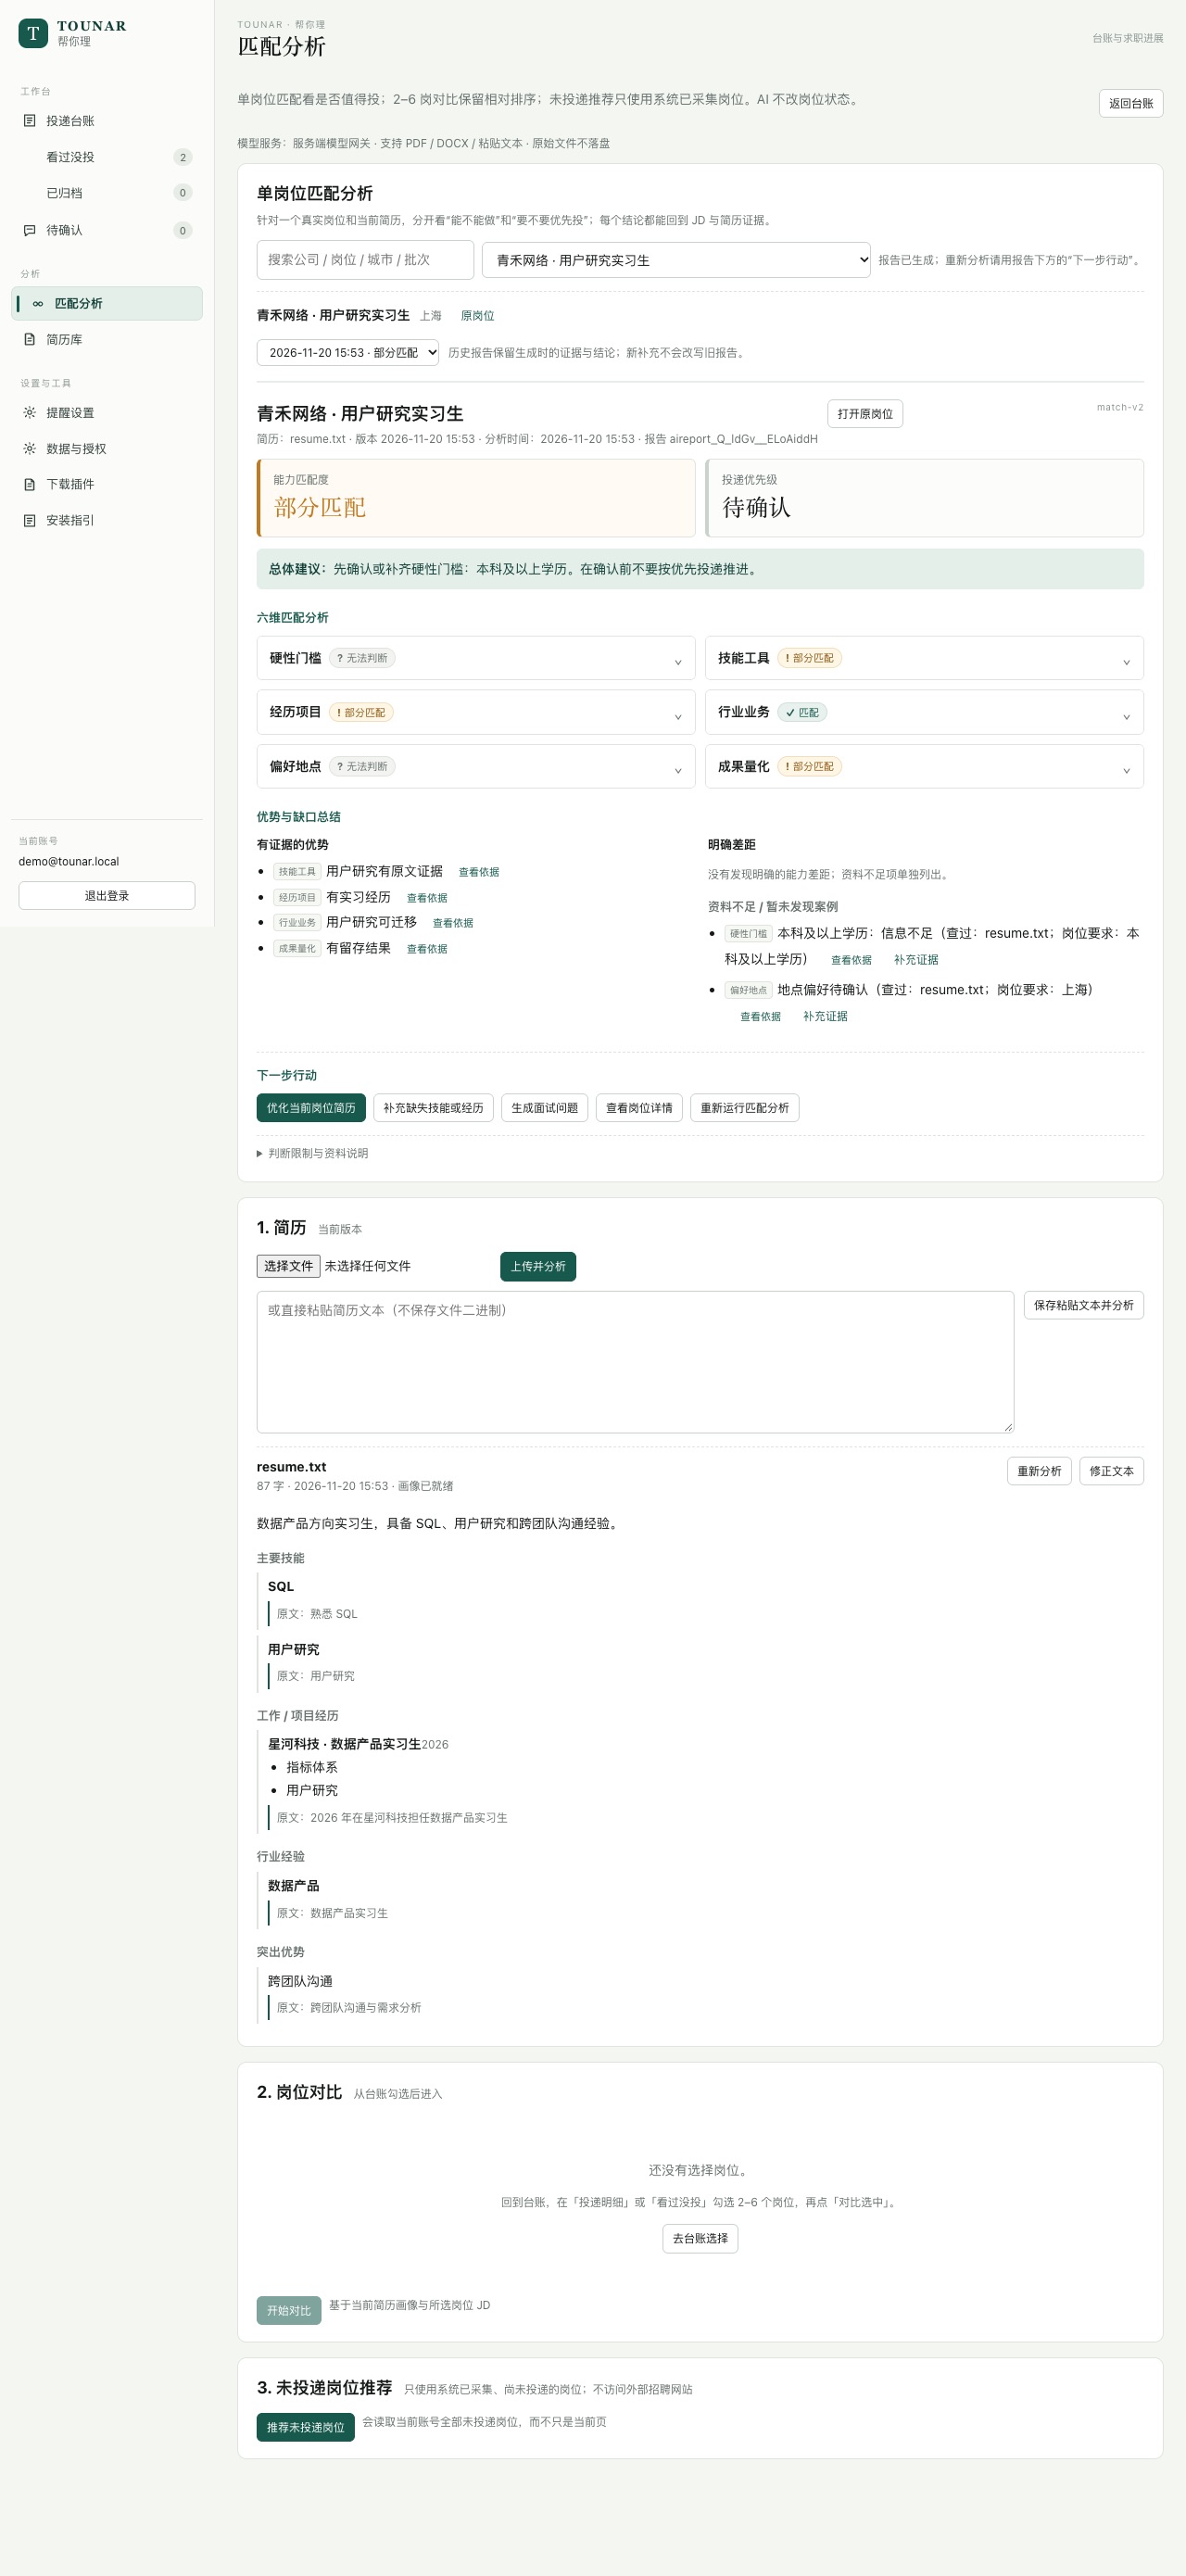 T
TOUNAR
帮你理
工作台
投递台账
看过没投 2
已归档 0
待确认 0
分析
匹配分析
简历库
设置与工具
提醒设置
数据与授权
下载插件
安装指引
当前账号
demo@tounar.local
退出登录
TOUNAR · 帮你理
匹配分析
台账与求职进展
单岗位匹配看是否值得投；2–6 岗对比保留相对排序；未投递推荐只使用系统已采集岗位。AI 不改岗位状态。
返回台账
模型服务：服务端模型网关 · 支持 PDF / DOCX / 粘贴文本 · 原始文件不落盘
单岗位匹配分析
针对一个真实岗位和当前简历，分开看“能不能做”和“要不要优先投”；每个结论都能回到 JD 与简历证据。
搜索公司 / 岗位 / 城市 / 批次
青禾网络 · 用户研究实习生
报告已生成；重新分析请用报告下方的“下一步行动”。
青禾网络 · 用户研究实习生 上海 原岗位
2026-11-20 15:53 · 部分匹配
历史报告保留生成时的证据与结论；新补充不会改写旧报告。
青禾网络 · 用户研究实习生
打开原岗位
match-v2
简历：resume.txt · 版本 2026-11-20 15:53 · 分析时间：2026-11-20 15:53 · 报告 aireport_Q_IdGv__ELoAiddH
能力匹配度
部分匹配
投递优先级
待确认
总体建议：先确认或补齐硬性门槛：本科及以上学历。在确认前不要按优先投递推进。
六维匹配分析
硬性门槛 ? 无法判断
技能工具 ! 部分匹配
经历项目 ! 部分匹配
行业业务 ✓ 匹配
偏好地点 ? 无法判断
成果量化 ! 部分匹配
优势与缺口总结
有证据的优势
技能工具 用户研究有原文证据 查看依据
经历项目 有实习经历 查看依据
行业业务 用户研究可迁移 查看依据
成果量化 有留存结果 查看依据
明确差距
没有发现明确的能力差距；资料不足项单独列出。
资料不足 / 暂未发现案例
硬性门槛 本科及以上学历：信息不足（查过：resume.txt；岗位要求：本
科及以上学历） 查看依据 补充证据
偏好地点 地点偏好待确认（查过：resume.txt；岗位要求：上海）
查看依据 补充证据
下一步行动
优化当前岗位简历 补充缺失技能或经历 生成面试问题 查看岗位详情 重新运行匹配分析
判断限制与资料说明
1. 简历 当前版本
选择文件 未选择任何文件 上传并分析
或直接粘贴简历文本（不保存文件二进制）
保存粘贴文本并分析
resume.txt
87 字 · 2026-11-20 15:53 · 画像已就绪
重新分析 修正文本
数据产品方向实习生，具备 SQL、用户研究和跨团队沟通经验。
主要技能
SQL
原文：熟悉 SQL
用户研究
原文：用户研究
工作 / 项目经历
星河科技 · 数据产品实习生2026
指标体系
用户研究
原文：2026 年在星河科技担任数据产品实习生
行业经验
数据产品
原文：数据产品实习生
突出优势
跨团队沟通
原文：跨团队沟通与需求分析
2. 岗位对比 从台账勾选后进入
还没有选择岗位。
回到台账，在「投递明细」或「看过没投」勾选 2–6 个岗位，再点「对比选中」。
去台账选择
开始对比 基于当前简历画像与所选岗位 JD
3. 未投递岗位推荐 只使用系统已采集、尚未投递的岗位；不访问外部招聘网站
推荐未投递岗位 会读取当前账号全部未投递岗位，而不只是当前页